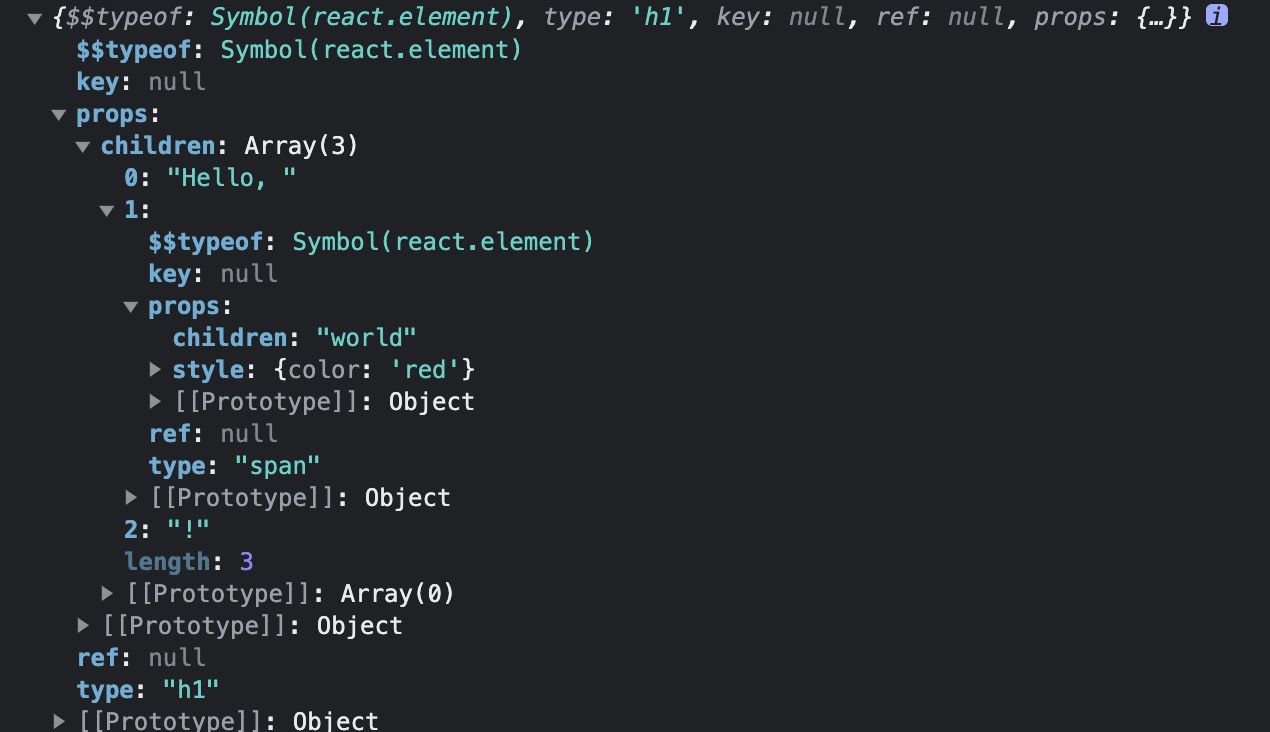 {$$typeof: Symbol(react.element), type: 'h1', key: null, ref: null, props: {…}} i
$$typeof: Symbol(react.element)
key: null
props:
children: Array(3)
0: "Hello, "
1:
$$typeof: Symbol(react.element)
key: null
props:
children: "world"
style: {color: 'red'}
[[Prototype]]: Object
ref: null
type: "span"
[[Prototype]]: Object
2: "!"
length: 3
[[Prototype]]: Array(0)
[[Prototype]]: Object
ref: null
type: "h1"
[[Prototype]]: Object